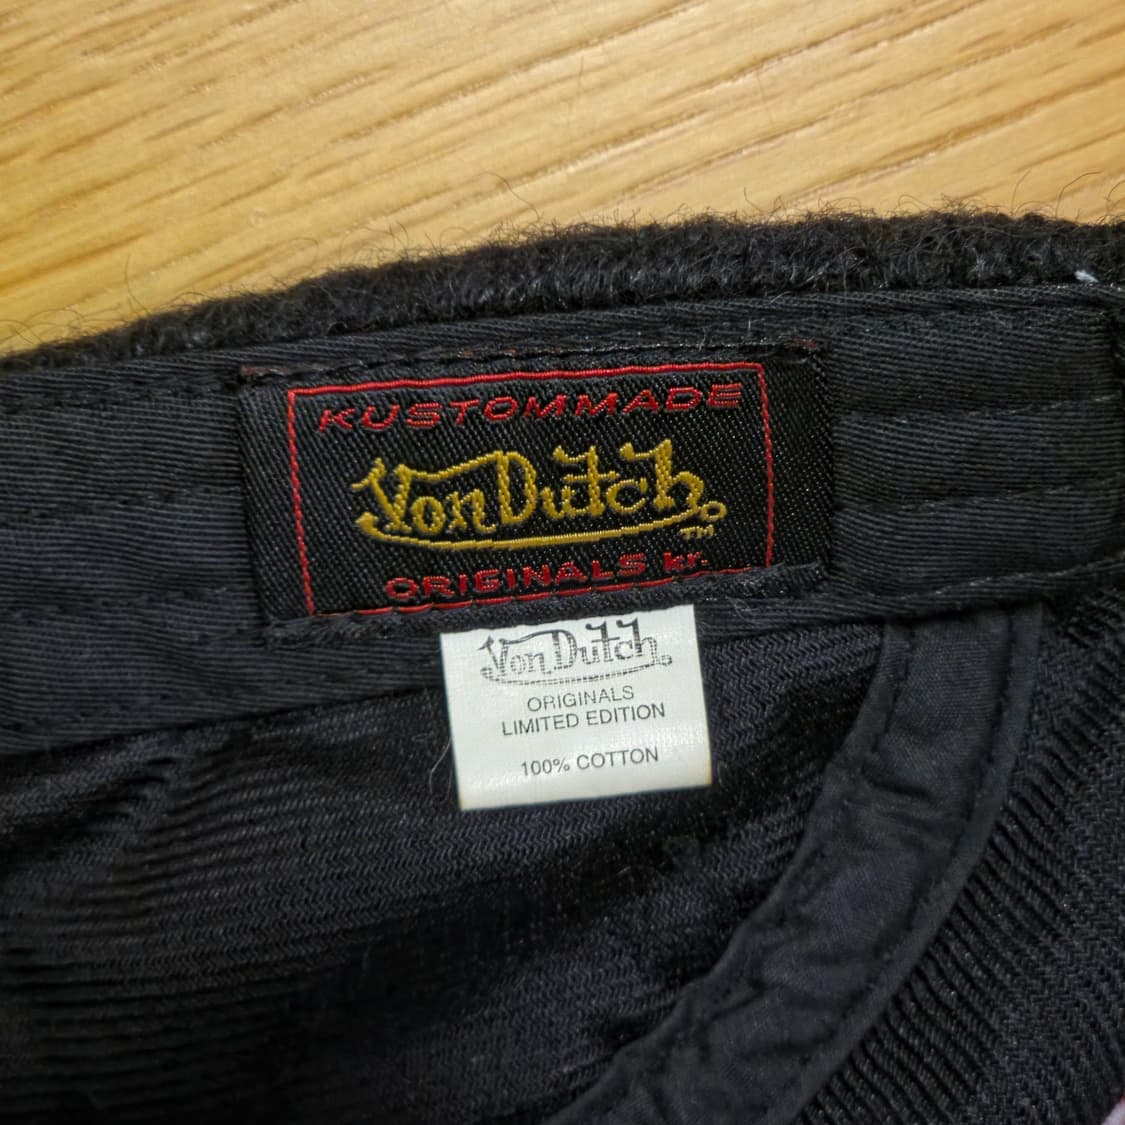 KUSTOMMADE
Von Dutch
TM
ORIGINALS kr.
Von Dutch
ORIGINALS
LIMITED EDITION
100% COTTON